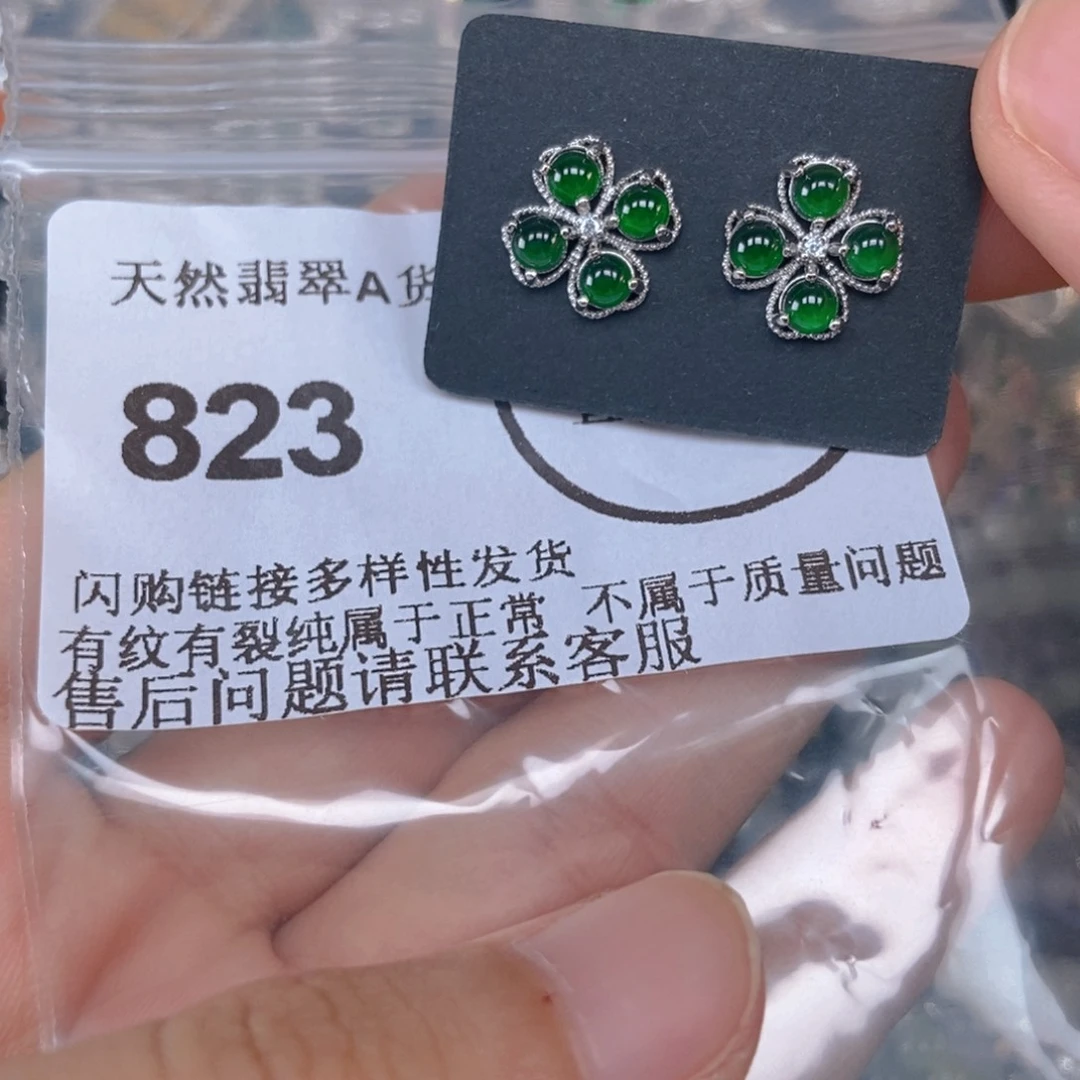 天然翡翠A货
823
闪购链接多样性发货
有纹有裂纯属于正常 不属于质量问题
售后问题请联系客服